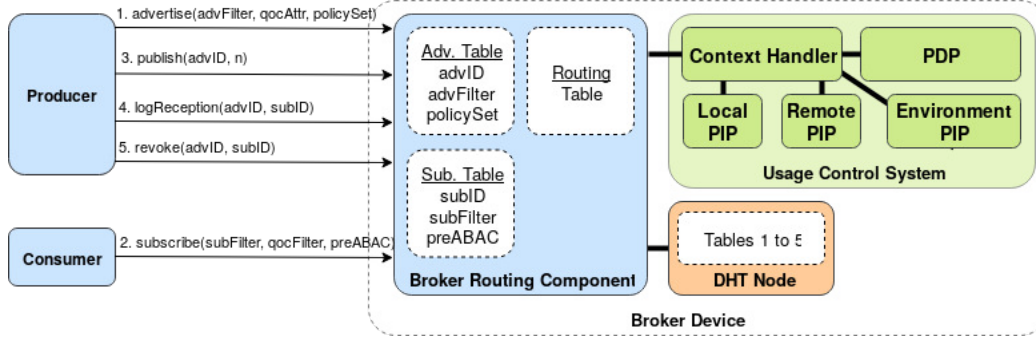 1. advertise(advFilter, qocAttr, policySet)
3. publish(advID, n)
Producer
4. logReception(advID, subID)
5. revoke(advID, subID)
2. subscribe(subFilter, qocFilter, preABAC)
Consumer
Adv. Table
advID
advFilter
policySet
Routing
Table
Sub. Table
subID
subFilter
preABAC
Broker Routing Component
Context Handler
PDP
Local
PIP
Remote
PIP
Environment
PIP
Usage Control System
Tables 1 to 5
DHT Node
Broker Device